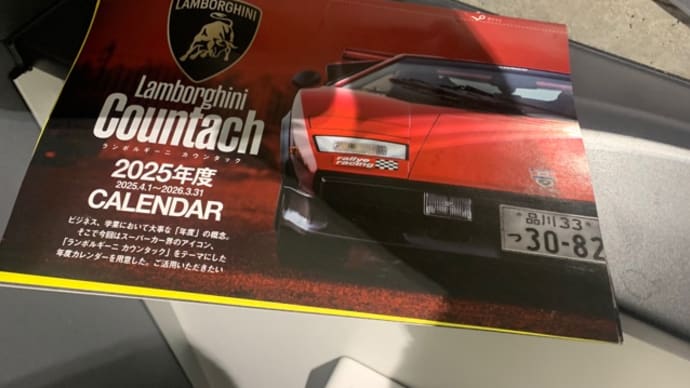 LAMBORGHINI
Lamborghini
Countach
ランボルギーニ カウンタック
2025年度
2025.4.1〜2026.3.31
CALENDAR
ビジネス、学業において大事な「年度」の概念。
そこで今回はスーパーカー界のアイコン、
「ランボルギーニ カウンタック」をテーマにした
年度カレンダーを用意した。ご活用いただきたい
rallye
racing
品川 33
つ 30-82